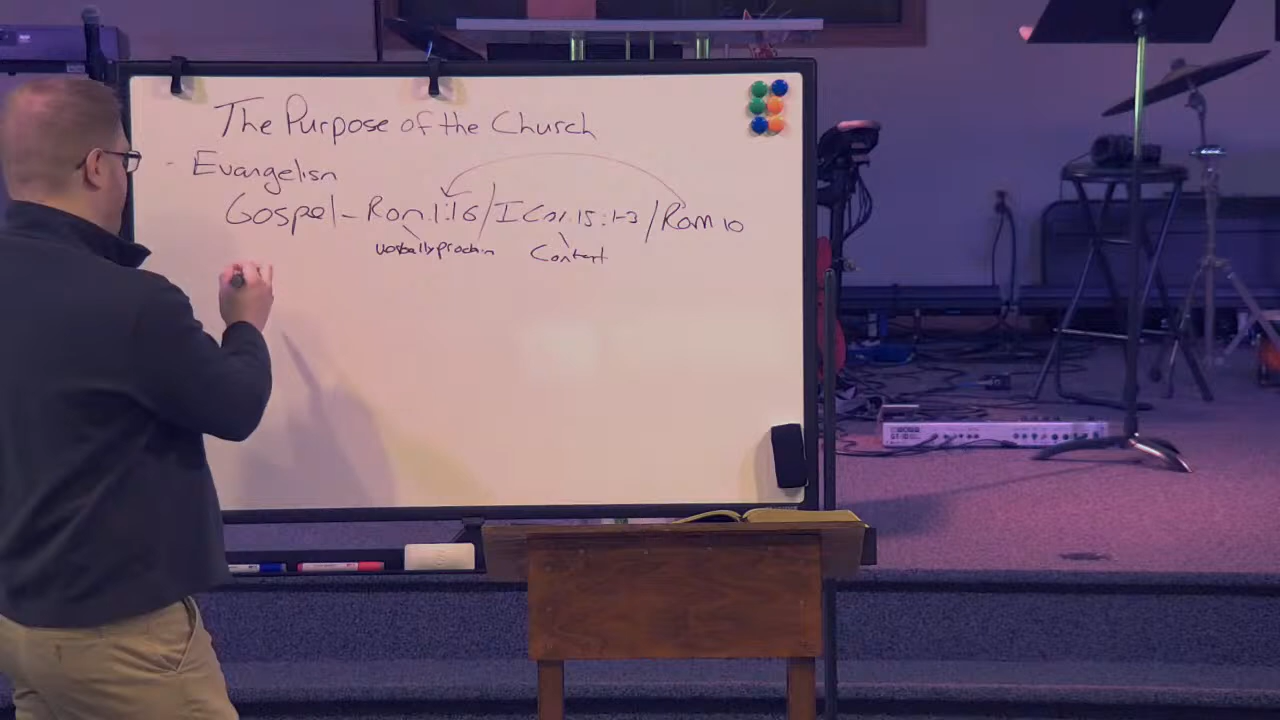 The Purpose of the Church
- Evangelism
Gospel - Rom. 1:16 / I Cor. 15:1-3 / Rom 10
verbally proclaim Content
BOSS